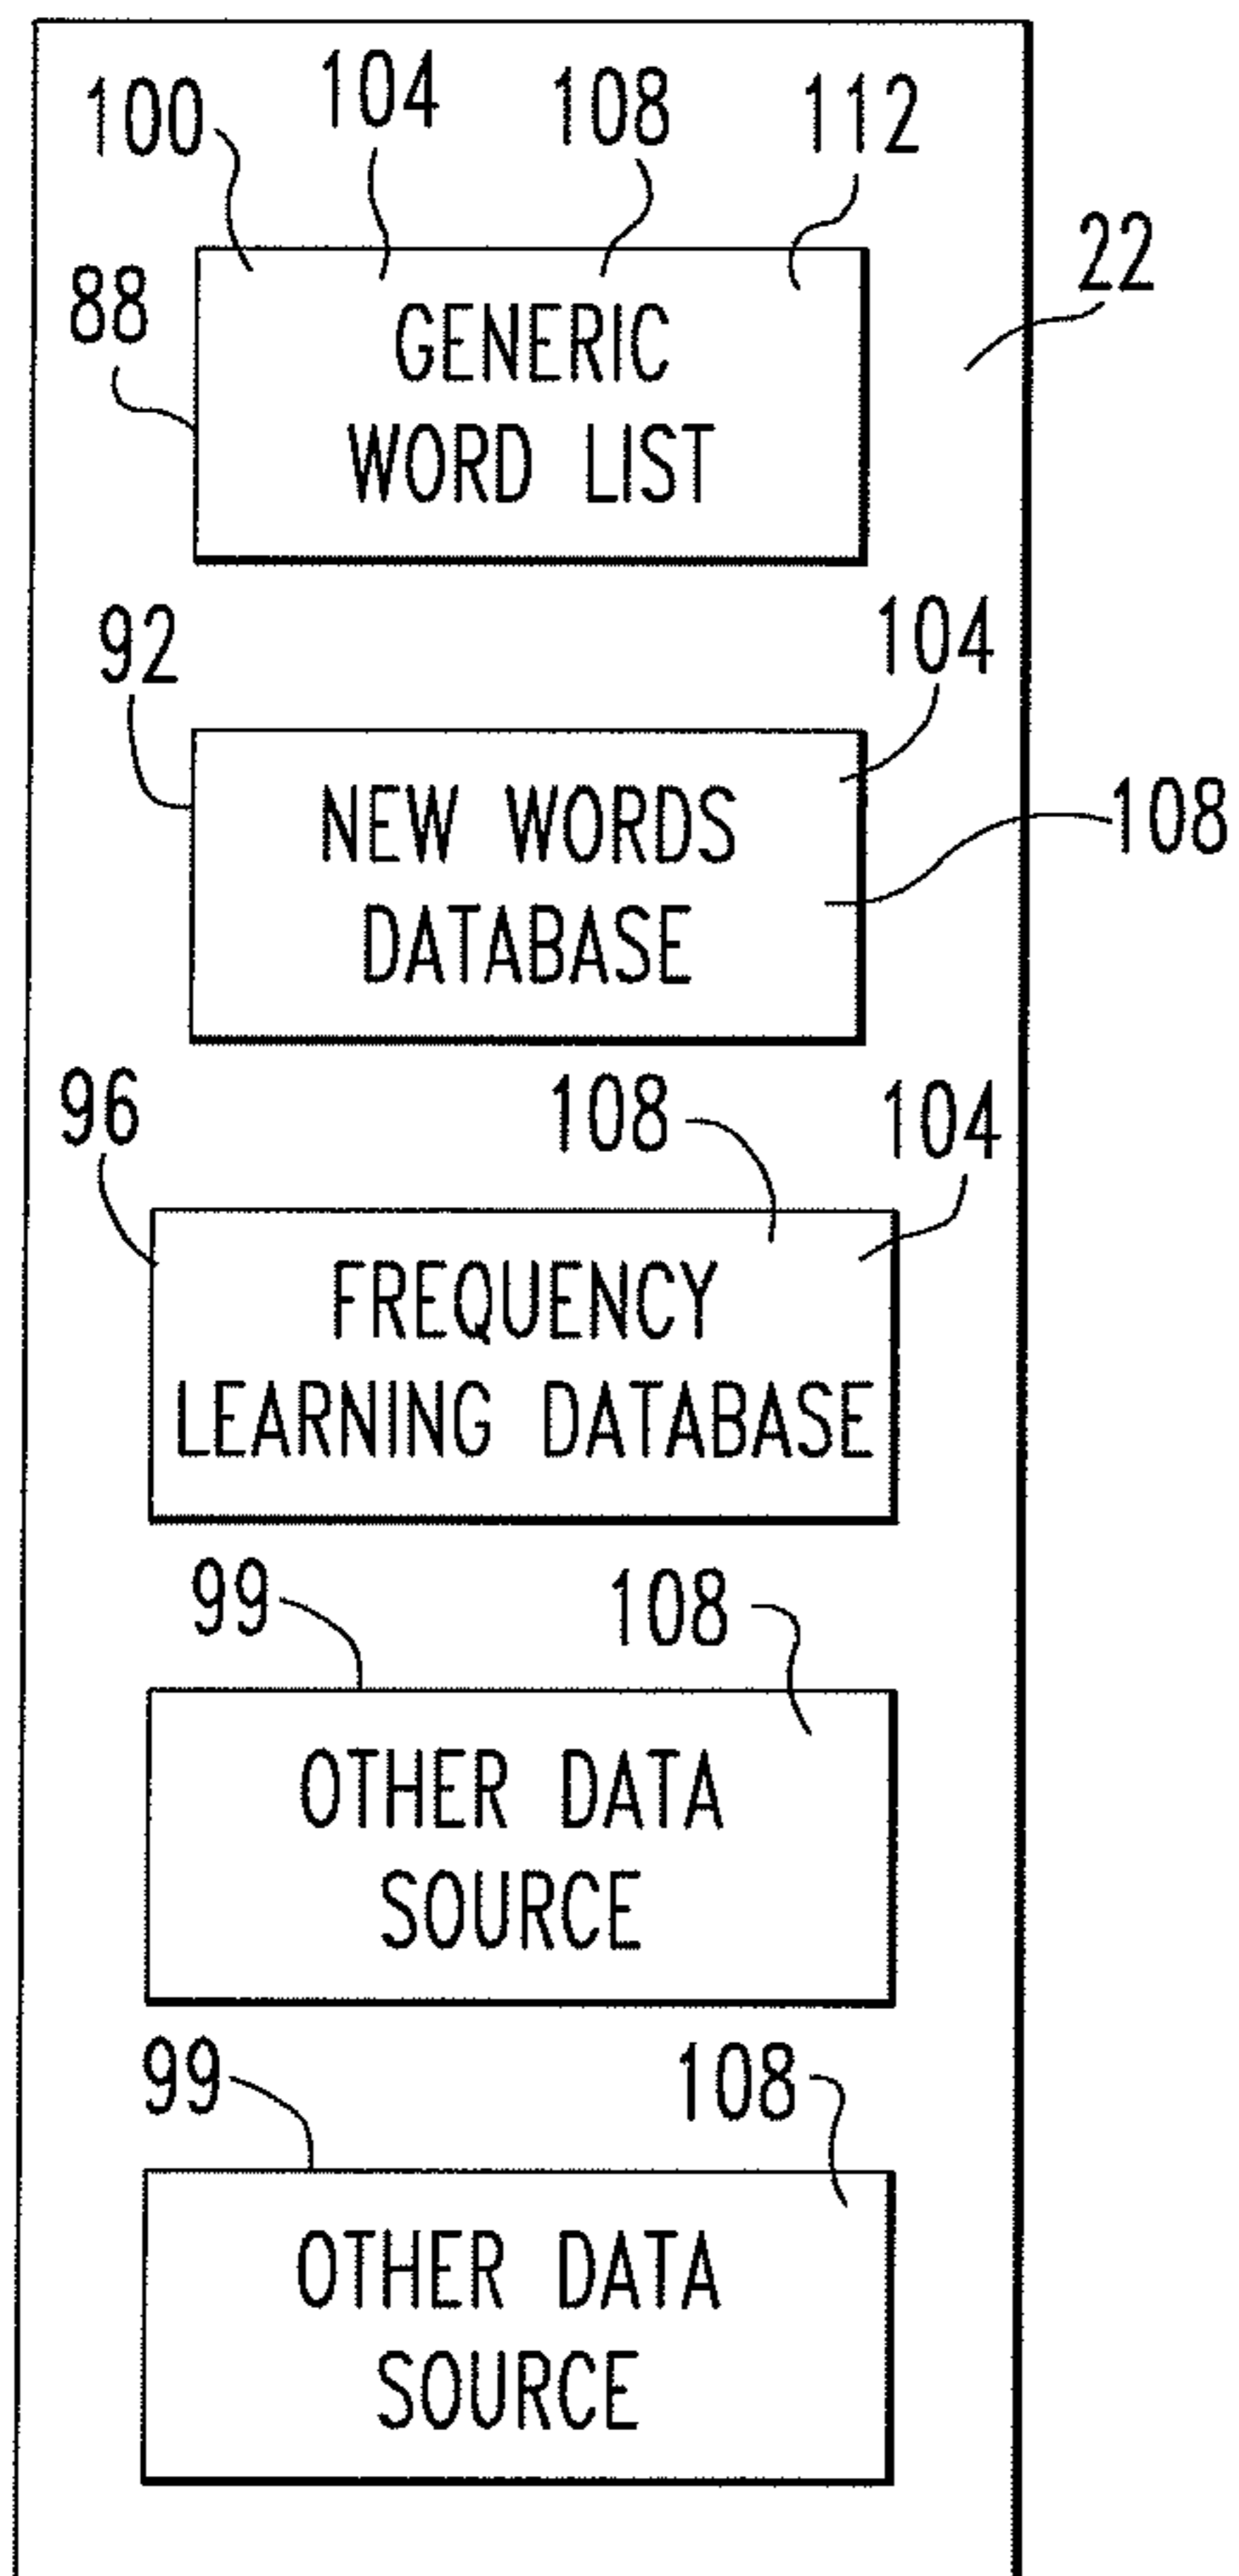 100 104 108 112
22
88
GENERIC
WORD LIST
92
104
NEW WORDS
DATABASE
108
96
108
104
FREQUENCY
LEARNING DATABASE
99
108
OTHER DATA
SOURCE
99
108
OTHER DATA
SOURCE